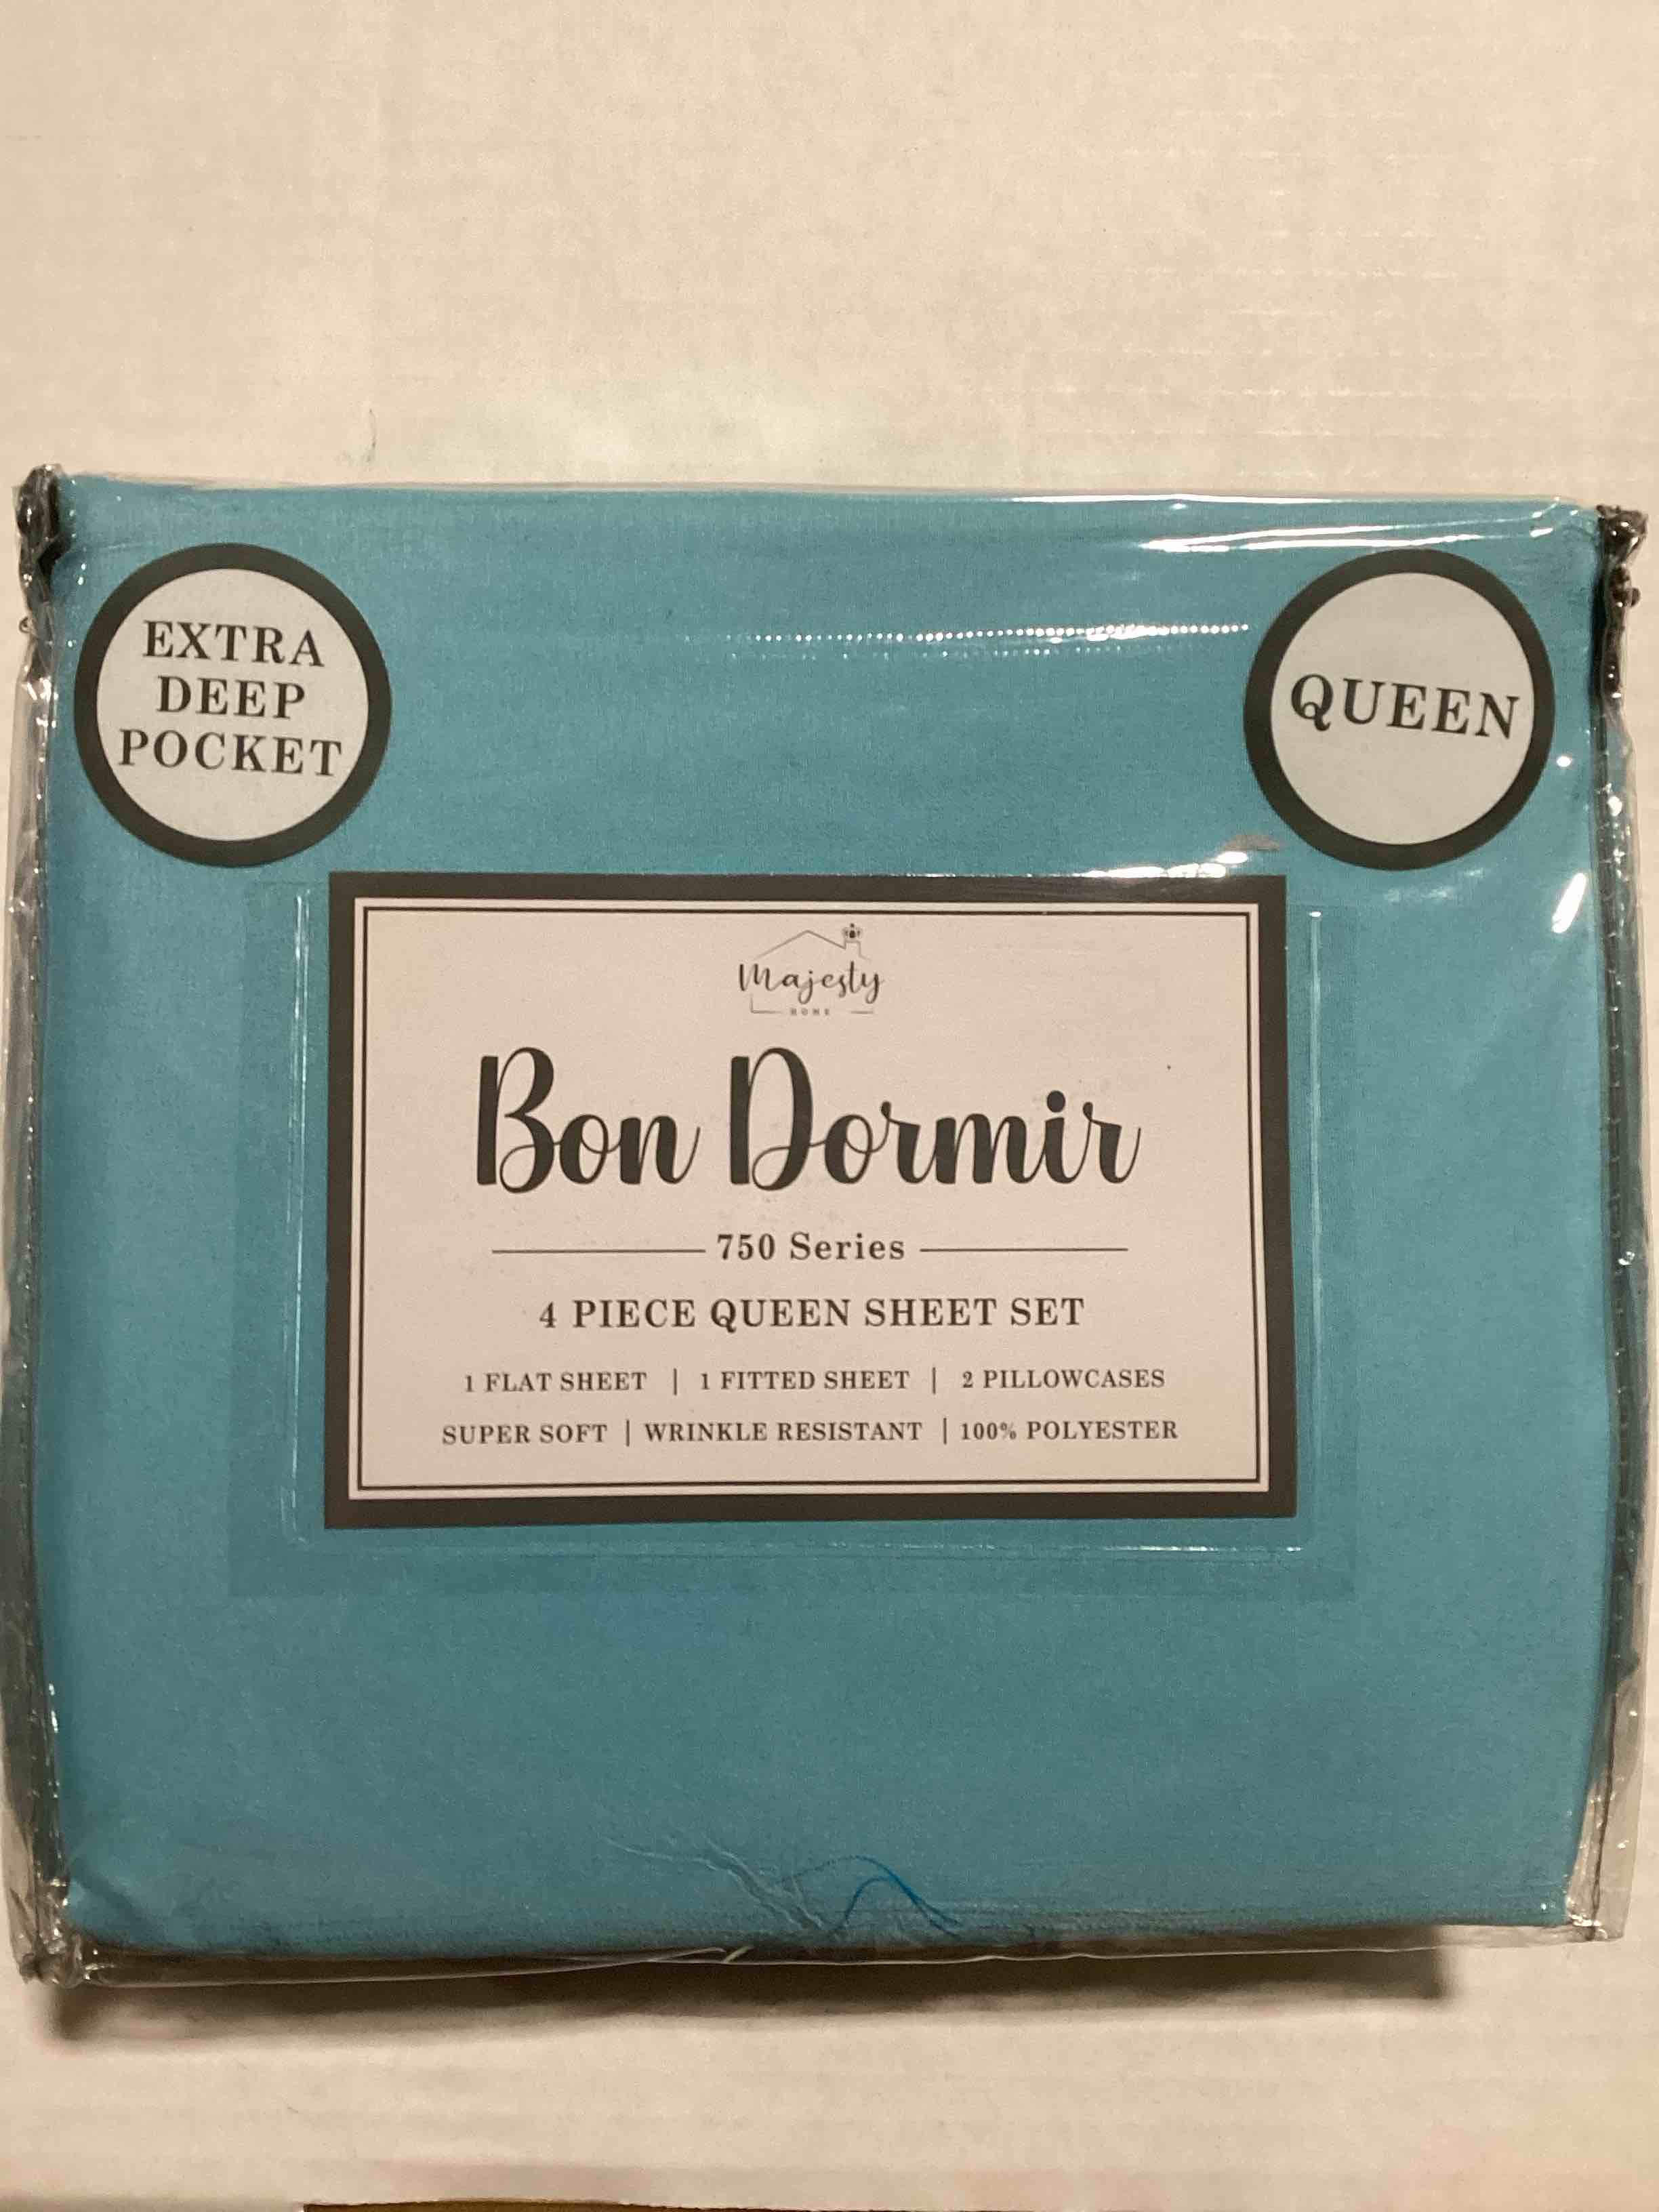 EXTRA
DEEP
POCKET
QUEEN
Majesty
HOME
Bon Dormir
750 Series
4 PIECE QUEEN SHEET SET
1 FLAT SHEET | 1 FITTED SHEET | 2 PILLOWCASES
SUPER SOFT | WRINKLE RESISTANT | 100% POLYESTER